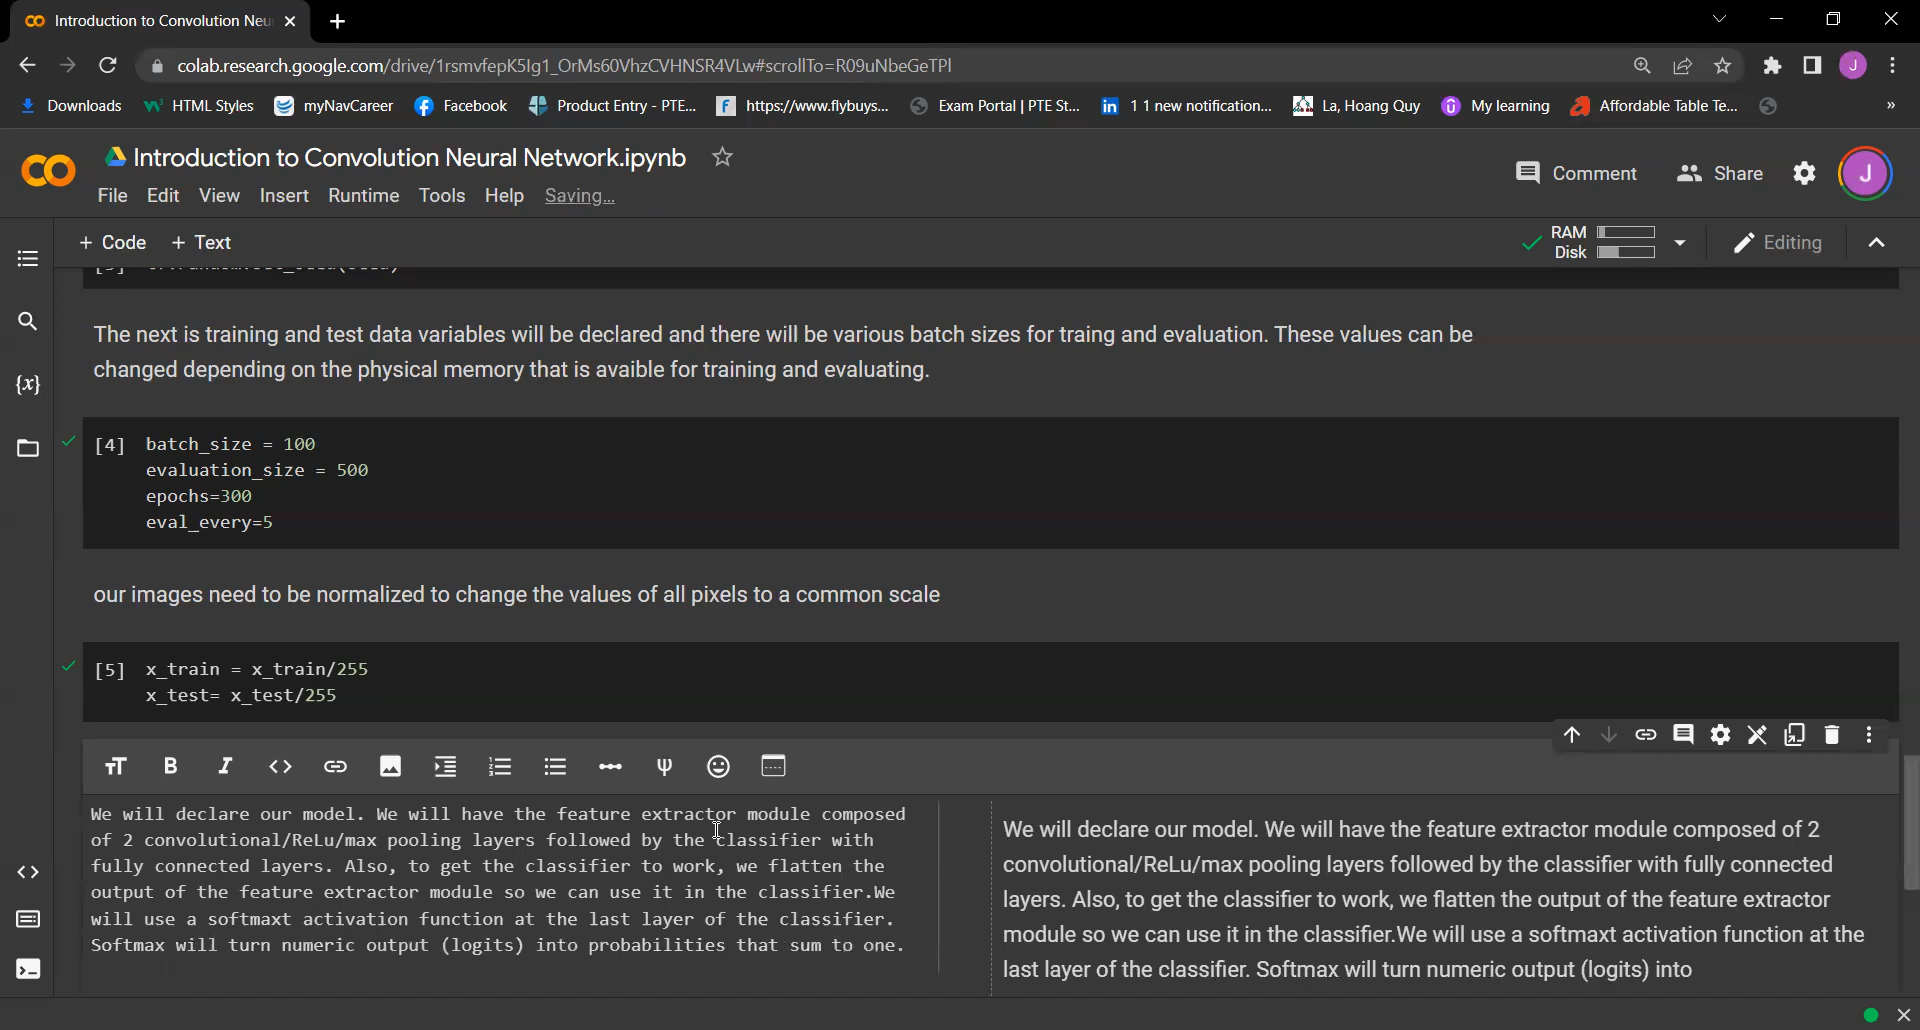 Introduction to Convolution Neu
colab.research.google.com/drive/1rsmvfepK5Ig1_OrMs60VhzCVHNSR4VLw#scrollTo=R09uNbeGeTPl
J
Downloads
HTML Styles
myNavCareer
Facebook
Product Entry - PTE...
https://www.flybuys...
Exam Portal | PTE St...
1 1 new notification...
La, Hoang Quy
My learning
Affordable Table Te...
Introduction to Convolution Neural Network.ipynb
Comment
Share
J
File Edit View Insert Runtime Tools Help Saving...
+ Code + Text
RAM
Disk
Editing
The next is training and test data variables will be declared and there will be various batch sizes for traing and evaluation. These values can be
changed depending on the physical memory that is avaible for training and evaluating.
[4] batch_size = 100
evaluation_size = 500
epochs=300
eval_every=5
our images need to be normalized to change the values of all pixels to a common scale
[5] x_train = x_train/255
x_test= x_test/255
We will declare our model. We will have the feature extractor module composed
of 2 convolutional/ReLu/max pooling layers followed by the classifier with
fully connected layers. Also, to get the classifier to work, we flatten the
output of the feature extractor module so we can use it in the classifier.We
will use a softmaxt activation function at the last layer of the classifier.
Softmax will turn numeric output (logits) into probabilities that sum to one.
We will declare our model. We will have the feature extractor module composed of 2
convolutional/ReLu/max pooling layers followed by the classifier with fully connected
layers. Also, to get the classifier to work, we flatten the output of the feature extractor
module so we can use it in the classifier.We will use a softmaxt activation function at the
last layer of the classifier. Softmax will turn numeric output (logits) into